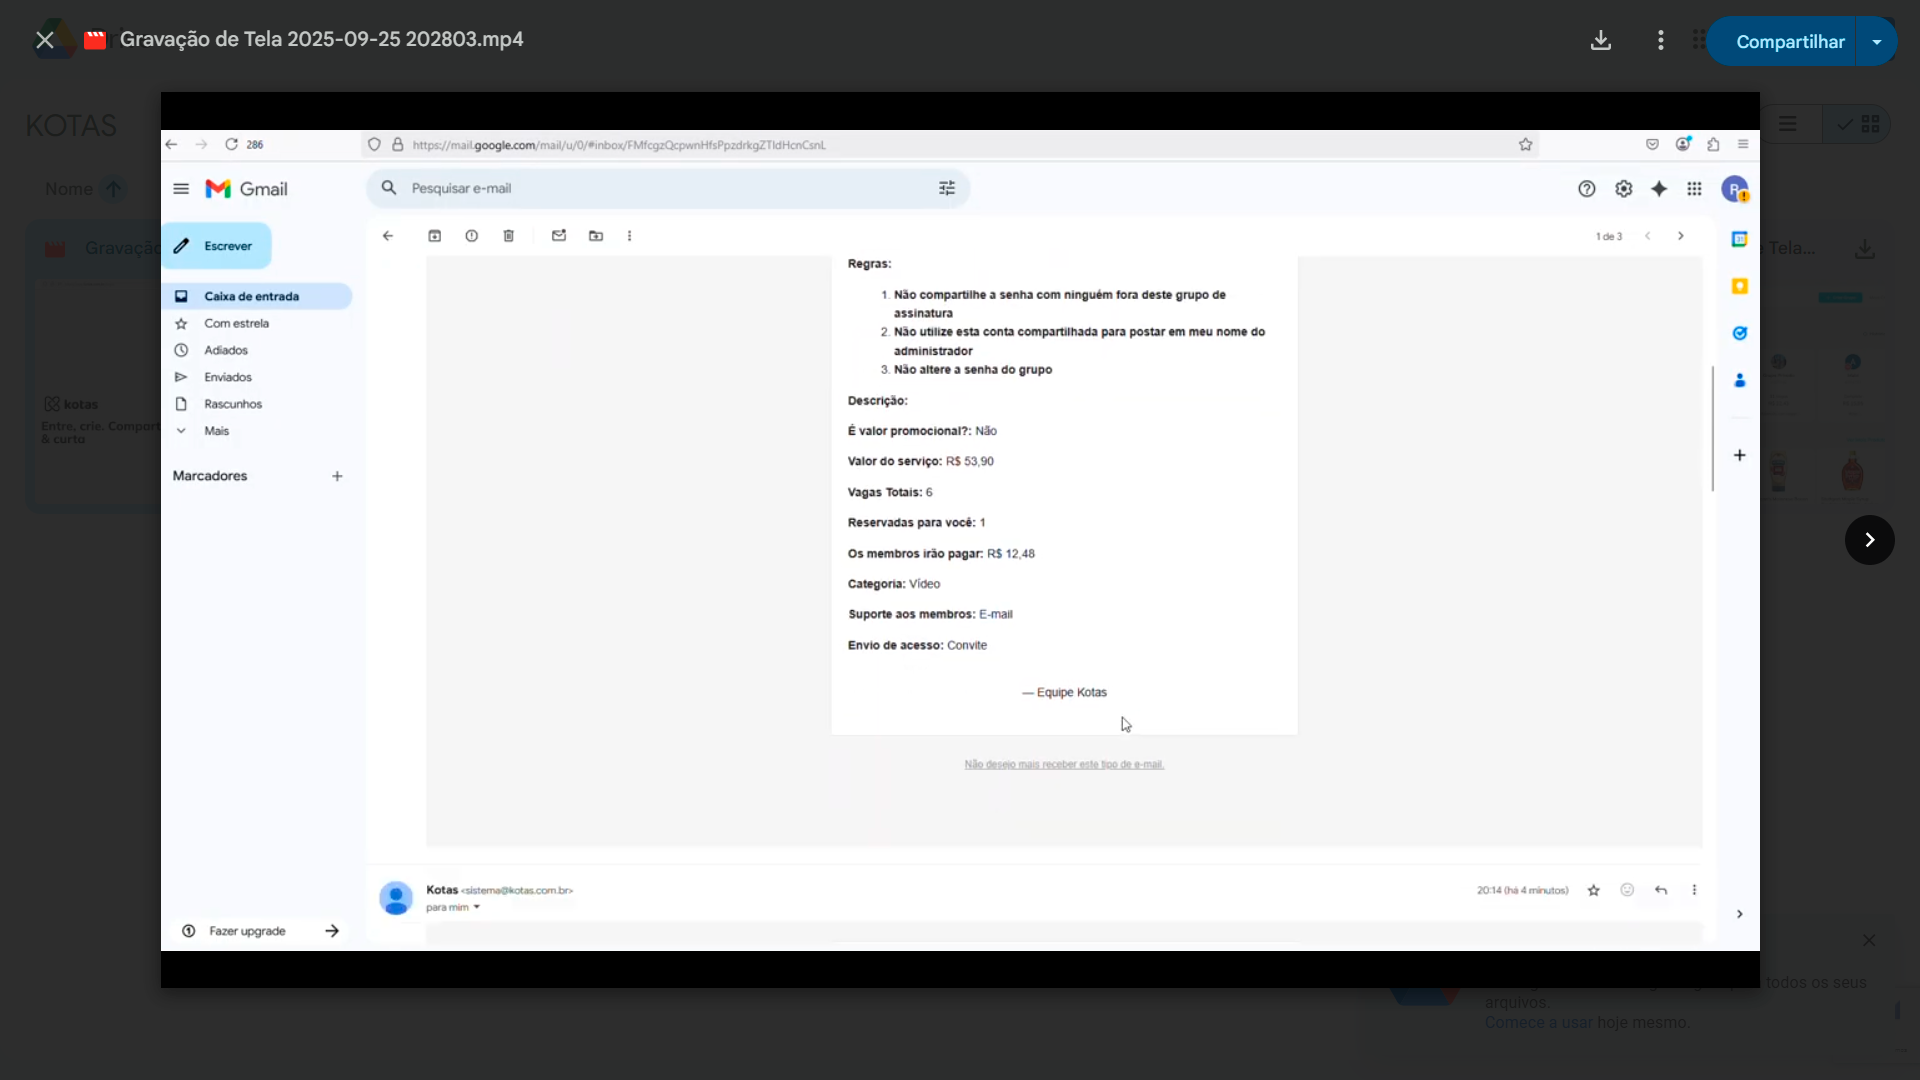 Gravação de Tela 2025-09-25 202803.mp4
Compartilhar
KOTAS
Nome
Gravação
e Tela...
kotas
Entre, crie. Compart
& curta
286
https://mail.google.com/mail/u/0/#inbox/FMfcgzQcpwnHfsPpzdrkgZTldHcnCsnL
Gmail
Pesquisar e-mail
R
Escrever
1 de 3
Caixa de entrada
Com estrela
Adiados
Enviados
Rascunhos
Mais
Marcadores
Regras:
1. Não compartilhe a senha com ninguém fora deste grupo de
assinatura
2. Não utilize esta conta compartilhada para postar em meu nome do
administrador
3. Não altere a senha do grupo
Descrição:
É valor promocional?: Não
Valor do serviço: R$ 53,90
Vagas Totais: 6
Reservadas para você: 1
Os membros irão pagar: R$ 12,48
Categoria: Vídeo
Suporte aos membros: E-mail
Envio de acesso: Convite
— Equipe Kotas
Não desejo mais receber este tipo de e-mail.
Kotas <sistema@kotas.com.br>
20:14 (há 4 minutos)
para mim
Fazer upgrade
todos os seus
arquivos.
Comece a usar hoje mesmo.